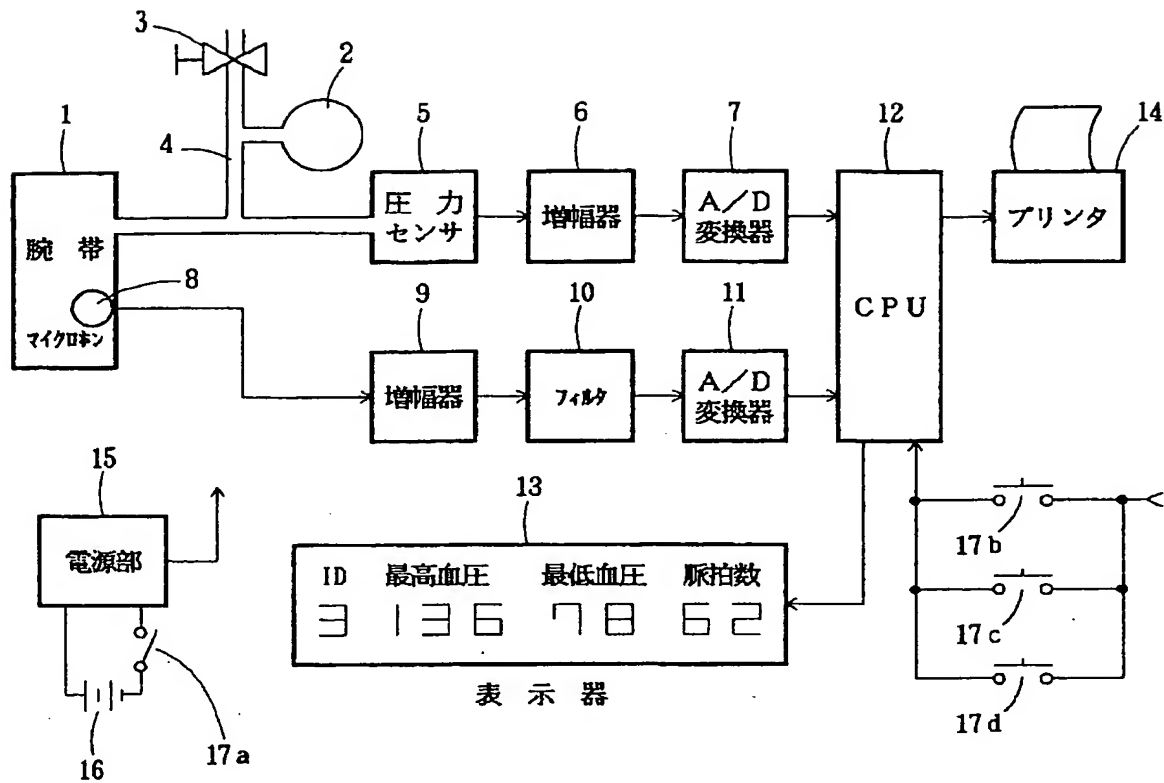 3
2
1
4
5
6
7
12
14
圧 力
センサ
増幅器
A/D
変換器
CPU
プリンタ
腕 帯
8
マイクロホン
9
10
11
増幅器
フィルタ
A/D
変換器
15
電源部
16
17a
13
ID 最高血圧 最低血圧 脈拍数
3 136 78 62
表 示 器
17b
17c
17d